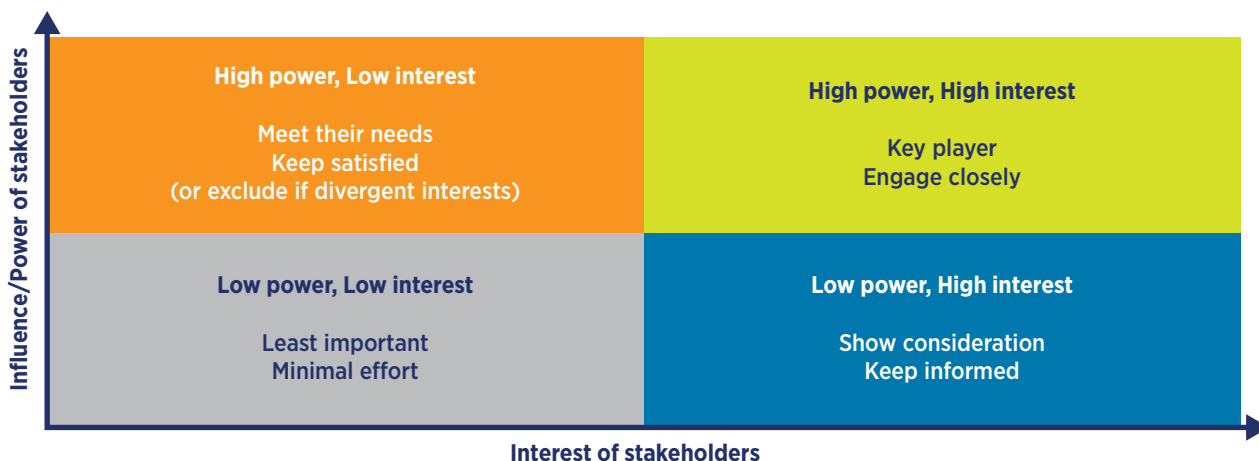 Influence/Power of stakeholders
High power, Low interest
Meet their needs
Keep satisfied
(or exclude if divergent interests)
High power, High interest
Key player
Engage closely
Low power, Low interest
Least important
Minimal effort
Low power, High interest
Show consideration
Keep informed
Interest of stakeholders